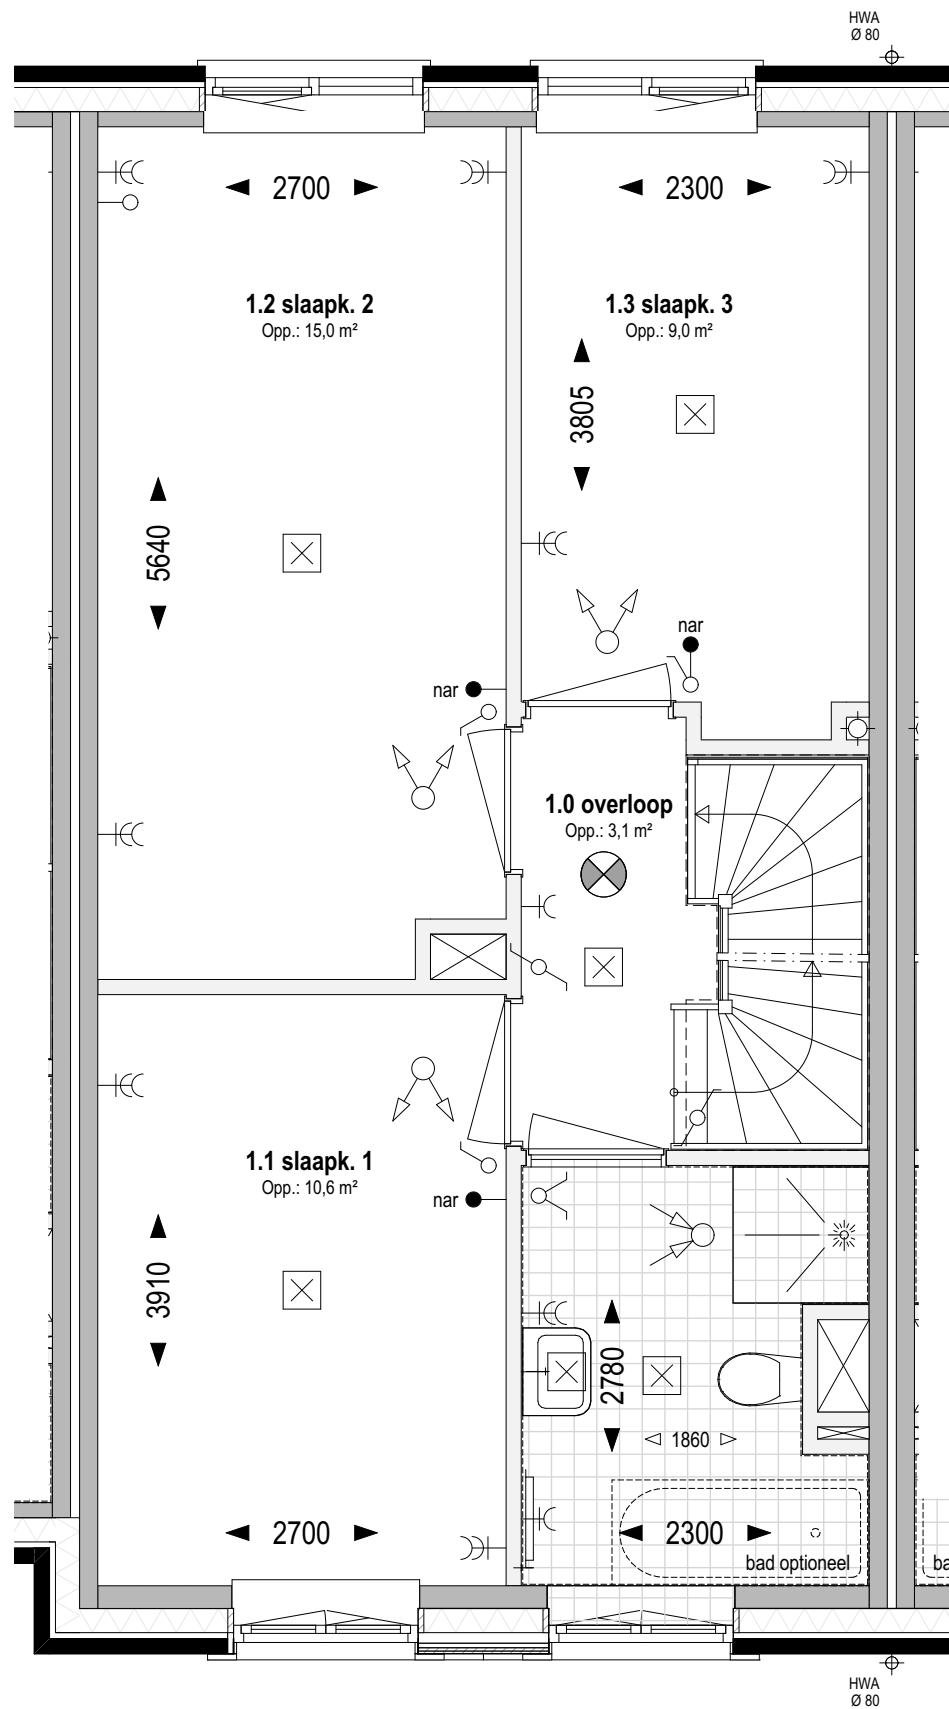 HWA
Ø 80
2700
2300
1.2 slaapk. 2
Opp.: 15,0 m²
1.3 slaapk. 3
Opp.: 9,0 m²
3805
5640
nar
nar
1.0 overloop
Opp.: 3,1 m²
1.1 slaapk. 1
Opp.: 10,6 m²
nar
3910
2780
1860
2700
2300
bad optioneel
ba
HWA
Ø 80